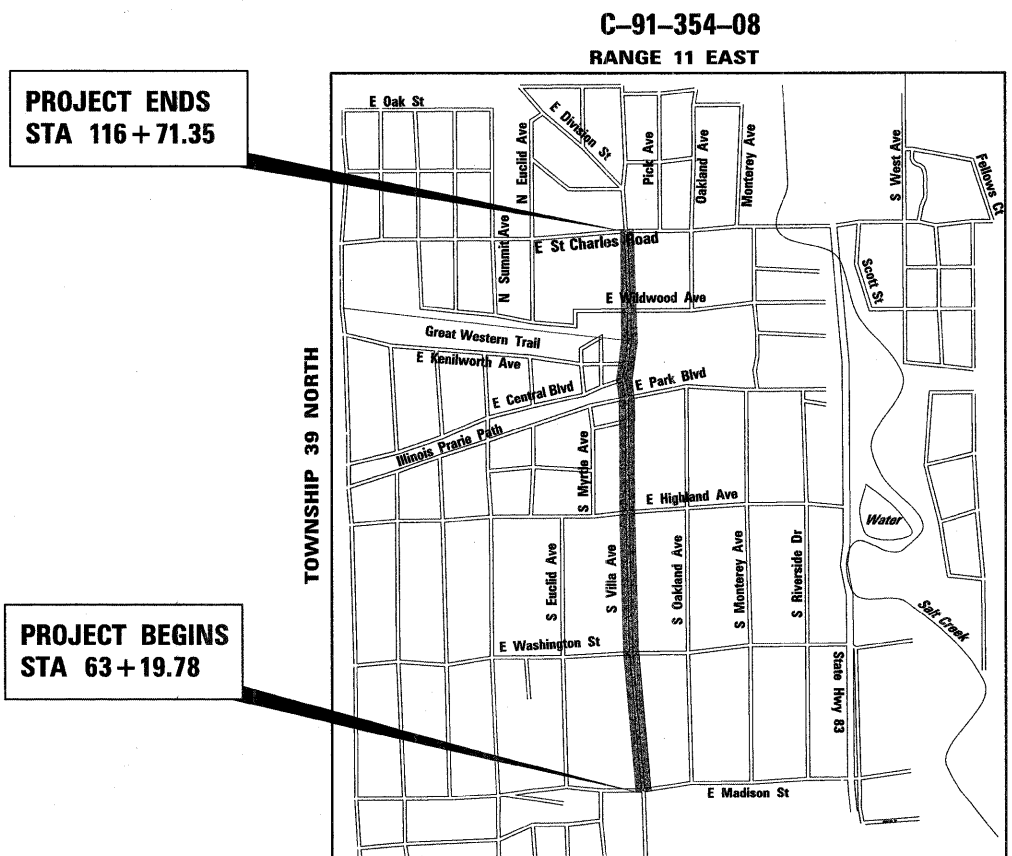 C-91-354-08
RANGE 11 EAST
PROJECT ENDS
STA 116+71.35
E Oak St
E Division St
N Euclid Ave
Pick Ave
Oakland Ave
Monterey Ave
S West Ave
Fellows Ct
N Summit Ave
E St Charles Road
Scott St
E Wildwood Ave
Great Western Trail
E Kenilworth Ave
E Park Blvd
E Central Blvd
Illinois Prarie Path
TOWNSHIP 39 NORTH
S Myrtle Ave
E Highland Ave
Water
S Euclid Ave
S Villa Ave
S Oakland Ave
S Monterey Ave
S Riverside Dr
Salt Creek
PROJECT BEGINS
STA 63+19.78
E Washington St
State Hwy 83
E Madison St